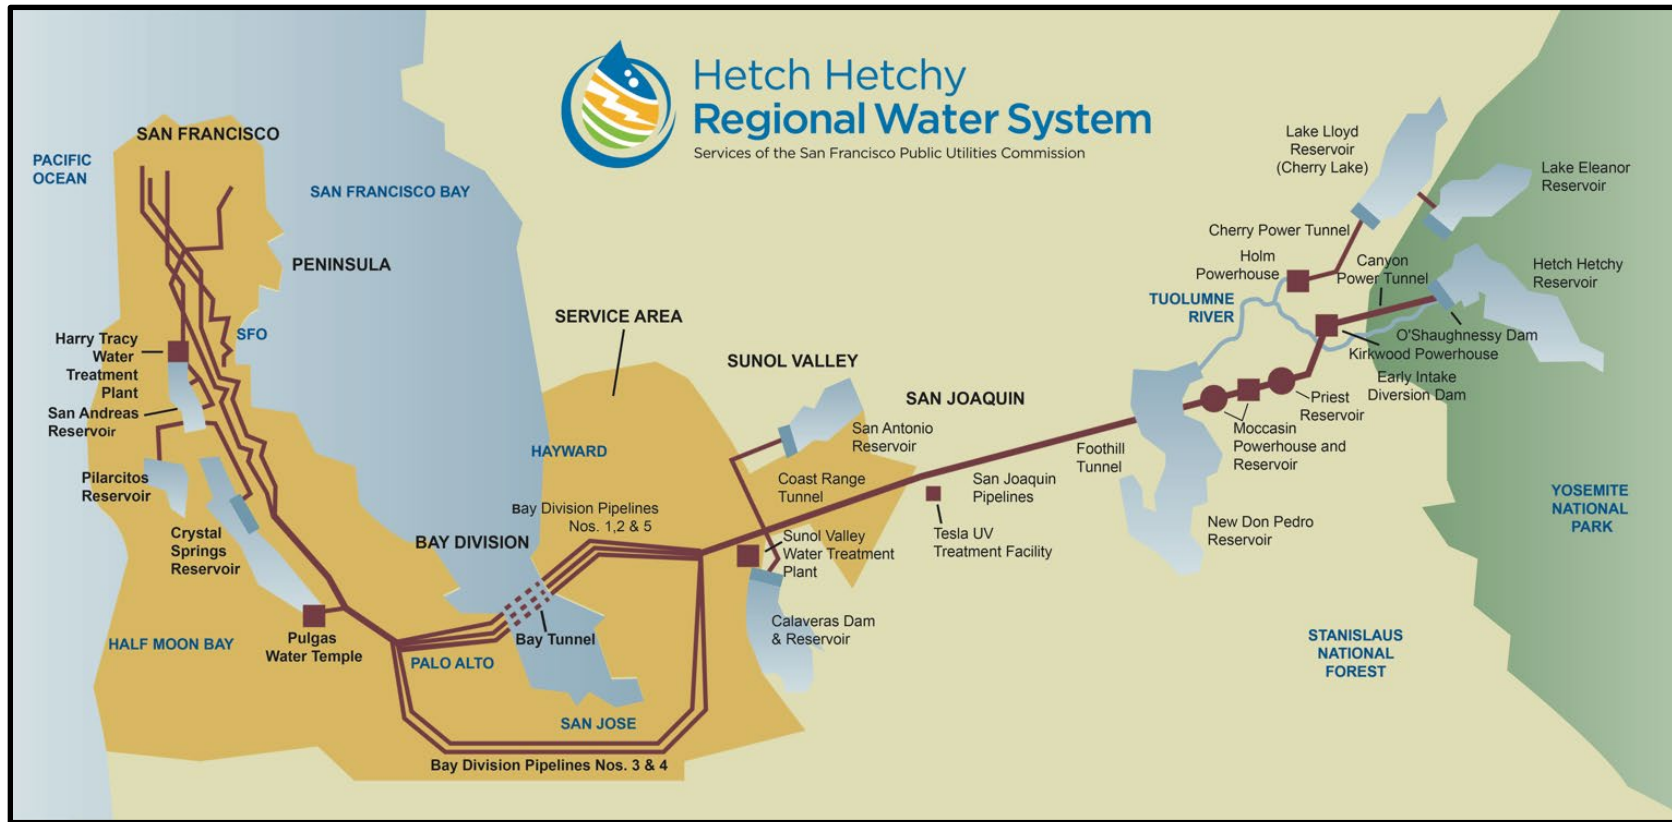 Hetch Hetchy
Regional Water System
Services of the San Francisco Public Utilities Commission
SAN FRANCISCO
PACIFIC
OCEAN
SAN FRANCISCO BAY
PENINSULA
SFO
Harry Tracy
Water
Treatment
Plant
San Andreas
Reservoir
Pilarcitos
Reservoir
Crystal
Springs
Reservoir
HALF MOON BAY
Pulgas
Water Temple
PALO ALTO
BAY DIVISION
Bay Tunnel
SAN JOSE
Bay Division Pipelines Nos. 3 & 4
Bay Division Pipelines
Nos. 1,2 & 5
HAYWARD
SERVICE AREA
SUNOL VALLEY
San Antonio
Reservoir
Coast Range
Tunnel
Sunol Valley
Water Treatment
Plant
Calaveras Dam
& Reservoir
SAN JOAQUIN
San Joaquin
Pipelines
Tesla UV
Treatment Facility
Foothill
Tunnel
New Don Pedro
Reservoir
Moccasin
Powerhouse and
Reservoir
Priest
Reservoir
Early Intake
Diversion Dam
Kirkwood Powerhouse
O'Shaughnessy Dam
Canyon
Power Tunnel
TUOLUMNE
RIVER
Holm
Powerhouse
Cherry Power Tunnel
Lake Lloyd
Reservoir
(Cherry Lake)
Lake Eleanor
Reservoir
Hetch Hetchy
Reservoir
YOSEMITE
NATIONAL
PARK
STANISLAUS
NATIONAL
FOREST